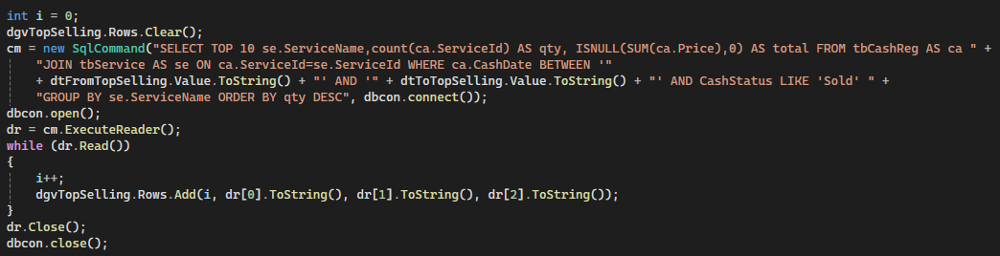 int i = 0;
dgvTopSelling.Rows.Clear();
cm = new SqlCommand("SELECT TOP 10 se.ServiceName,count(ca.ServiceId) AS qty, ISNULL(SUM(ca.Price),0) AS total FROM tbCashReg AS ca " +
"JOIN tbService AS se ON ca.ServiceId=se.ServiceId WHERE ca.CashDate BETWEEN '"
+ dtFromTopSelling.Value.ToString() + "' AND '" + dtToTopSelling.Value.ToString() + "' AND CashStatus LIKE 'Sold' " +
"GROUP BY se.ServiceName ORDER BY qty DESC", dbcon.connect());
dbcon.open();
dr = cm.ExecuteReader();
while (dr.Read())
{
i++;
dgvTopSelling.Rows.Add(i, dr[0].ToString(), dr[1].ToString(), dr[2].ToString());
}
dr.Close();
dbcon.close();